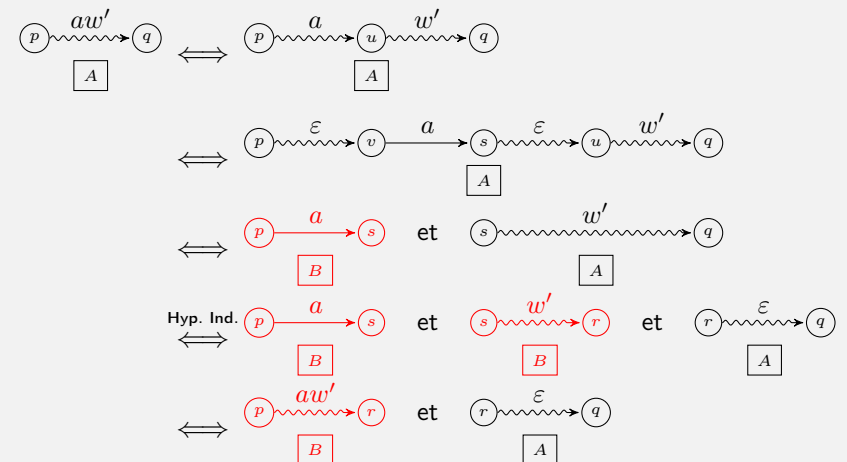 p aw′ q ⟺ p a u w′ q
A A
⟺ p ε v a s ε u w′ q
A
⟺ p a s et s w′ q
B A
Hyp. Ind. ⟺ p a s et s w′ r et r ε q
B B A
⟺ p aw′ r et r ε q
B A